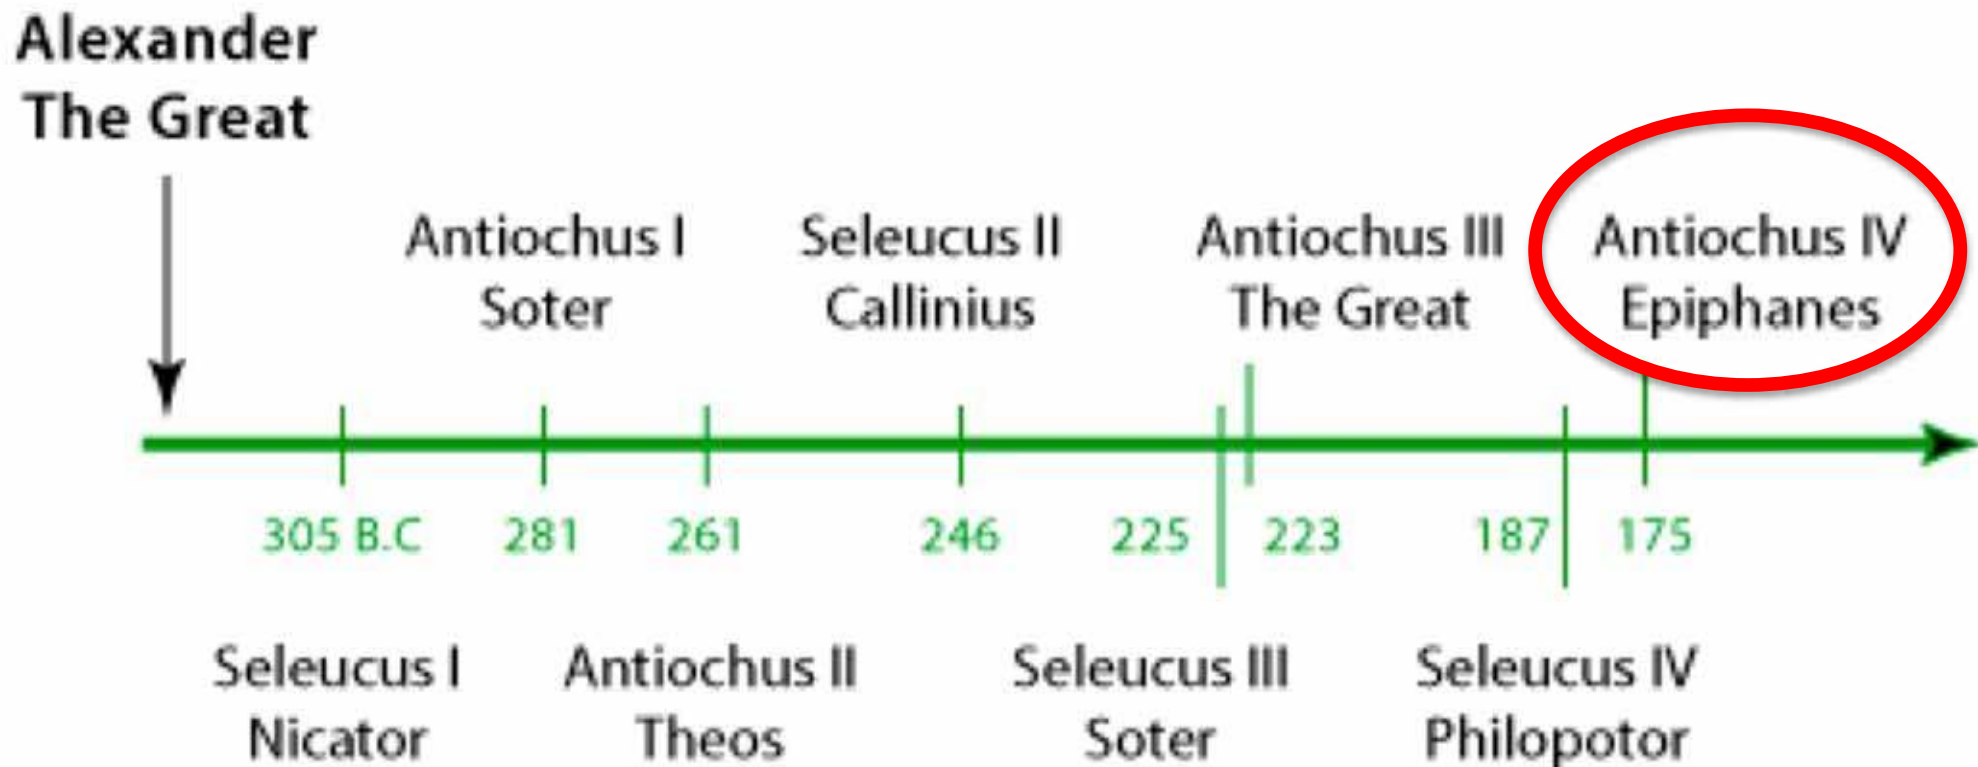 Alexander
The Great
Antiochus I
Soter
Seleucus II
Callinius
Antiochus III
The Great
Antiochus IV
Epiphanes
305 B.C
281
261
246
225
223
187
175
Seleucus I
Nicator
Antiochus II
Theos
Seleucus III
Soter
Seleucus IV
Philopotor